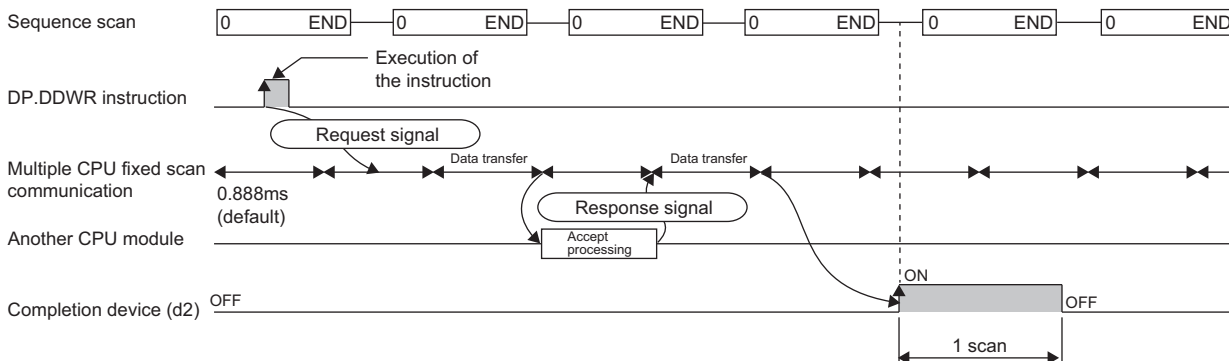 Sequence scan
0 END 0 END 0 END 0 END 0 END 0 END
Execution of
the instruction
DP.DDWR instruction
Request signal
Data transfer Data transfer
Multiple CPU fixed scan
communication
0.888ms
(default)
Response signal
Another CPU module
Accept
processing
ON
Completion device (d2) OFF OFF
1 scan